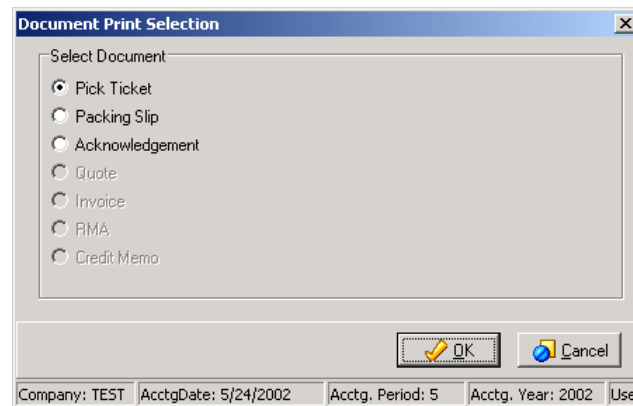 Document Print Selection
Select Document
Pick Ticket
Packing Slip
Acknowledgement
Quote
Invoice
RMA
Credit Memo
OK Cancel
Company: TEST AcctgDate: 5/24/2002 Acctg. Period: 5 Acctg. Year: 2002 Use